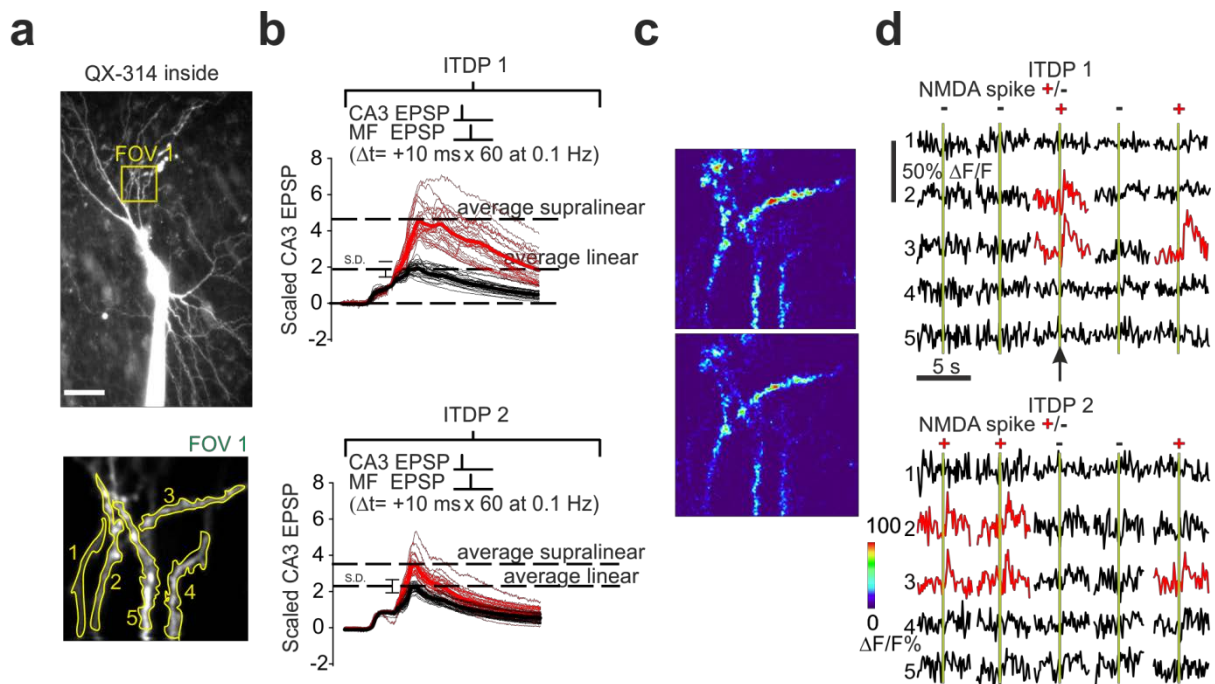 a
QX-314 inside
FOV 1
FOV 1
1
2
3
4
5
b
ITDP 1
CA3 EPSP
MF EPSP
(Δt= +10 ms x 60 at 0.1 Hz)
Scaled CA3 EPSP
8
6
4
2
0
-2
average supralinear
average linear
S.D.
ITDP 2
CA3 EPSP
MF EPSP
(Δt= +10 ms x 60 at 0.1 Hz)
Scaled CA3 EPSP
8
6
4
2
0
-2
average supralinear
average linear
S.D.
c
100
0
ΔF/F%
d
ITDP 1
NMDA spike +/-
- - + - +
1
50% ΔF/F
2
3
4
5
5 s
ITDP 2
NMDA spike +/-
+ + - - +
1
2
3
4
5